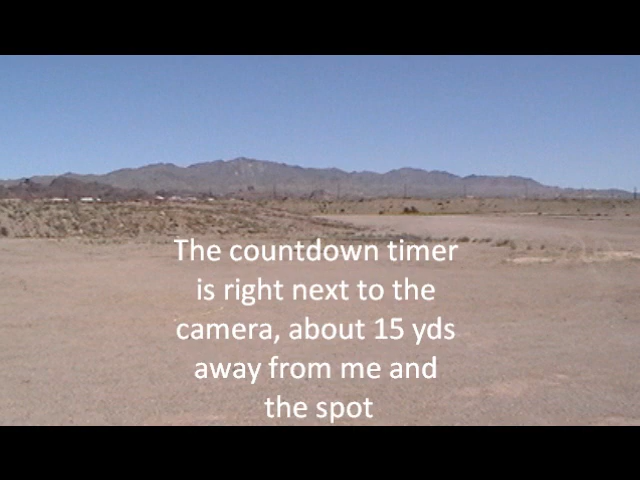 The countdown timer
is right next to the
camera, about 15 yds
away from me and
the spot